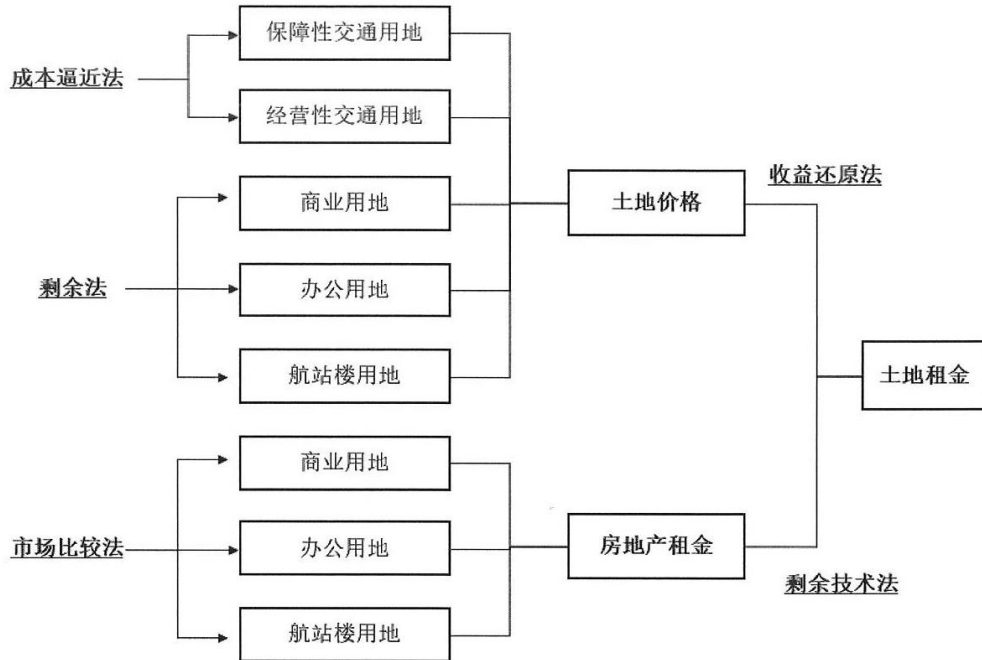 保障性交通用地
成本逼近法
经营性交通用地
收益还原法
商业用地
土地价格
剩余法
办公用地
航站楼用地
土地租金
商业用地
市场比较法
办公用地
房地产租金
剩余技术法
航站楼用地